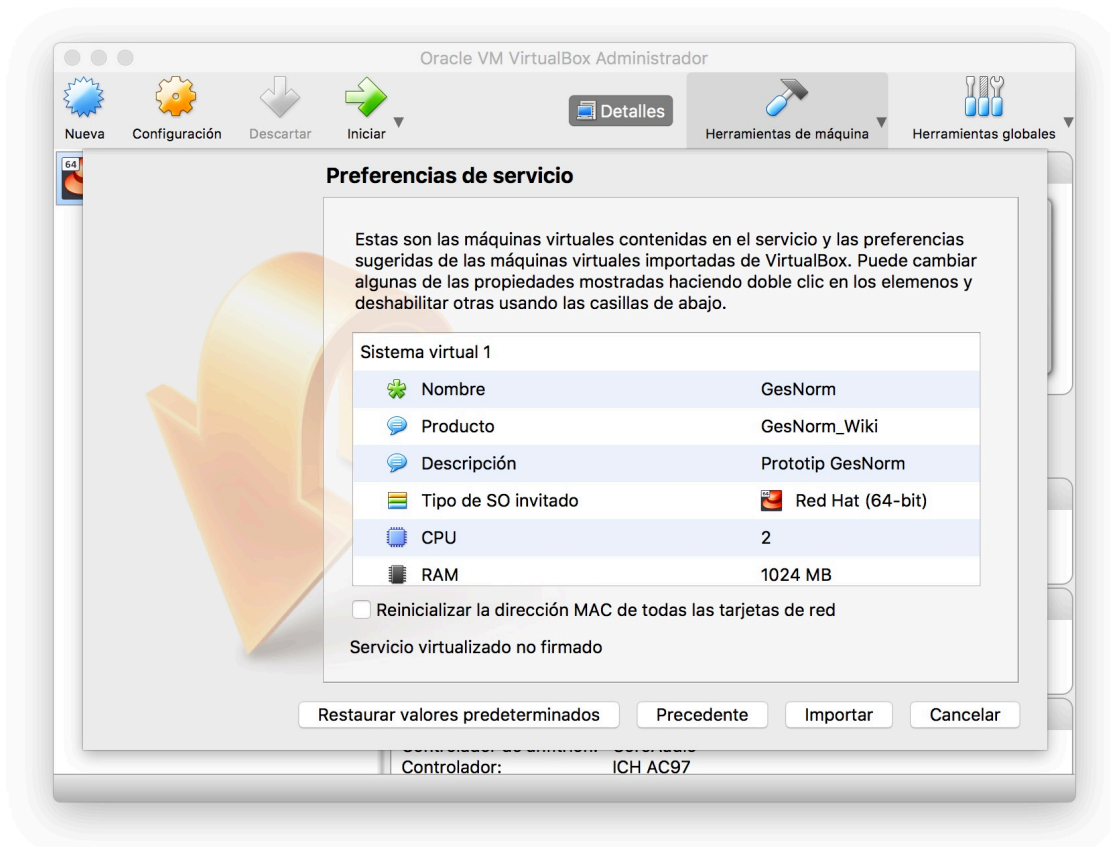 Oracle VM VirtualBox Administrador
Nueva
Configuración
Descartar
Iniciar
Detalles
Herramientas de máquina
Herramientas globales
64
Preferencias de servicio
Estas son las máquinas virtuales contenidas en el servicio y las preferencias
sugeridas de las máquinas virtuales importadas de VirtualBox. Puede cambiar
algunas de las propiedades mostradas haciendo doble clic en los elemenos y
deshabilitar otras usando las casillas de abajo.
Sistema virtual 1
Nombre GesNorm
Producto GesNorm_Wiki
Descripción Prototip GesNorm
Tipo de SO invitado 64 Red Hat (64-bit)
CPU 2
RAM 1024 MB
Reinicializar la dirección MAC de todas las tarjetas de red
Servicio virtualizado no firmado
Restaurar valores predeterminados
Precedente
Importar
Cancelar
Controlador de anfitrión: CoreAudio
Controlador: ICH AC97